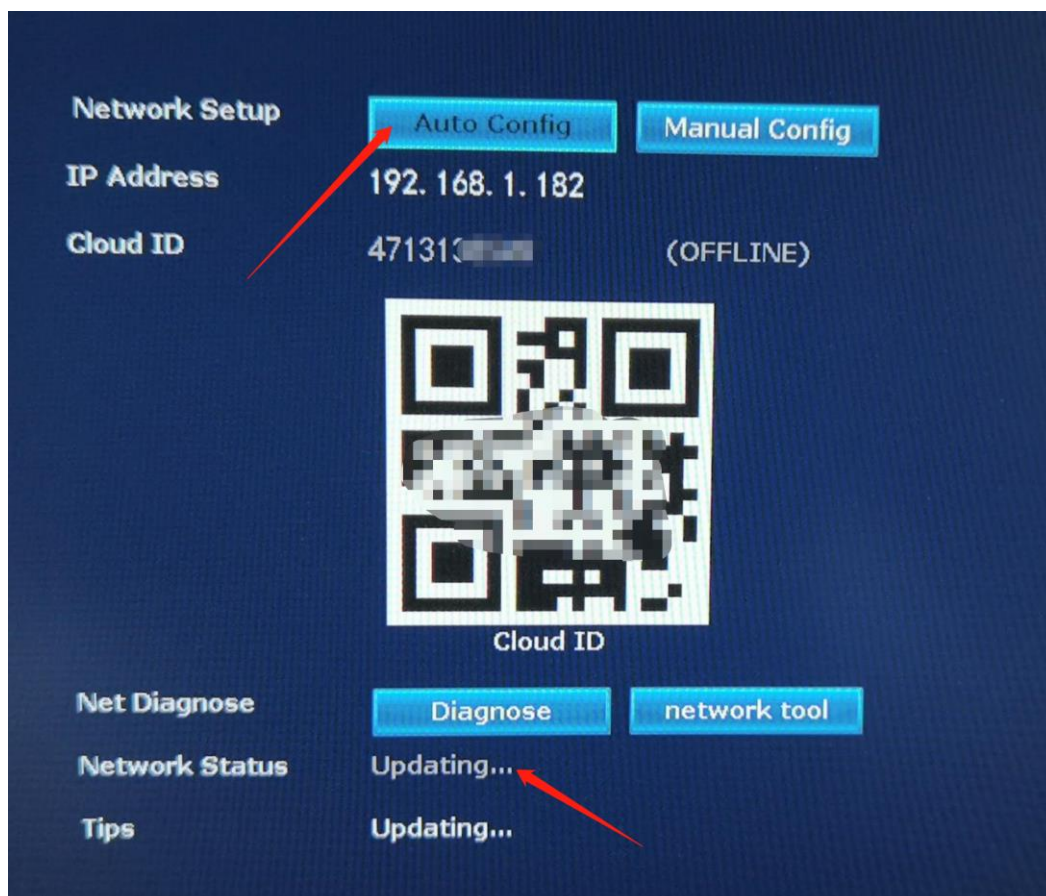 Network Setup Auto Config Manual Config
IP Address 192.168.1.182
Cloud ID 47131 (OFFLINE)
Cloud ID
Net Diagnose Diagnose network tool
Network Status Updating...
Tips Updating...